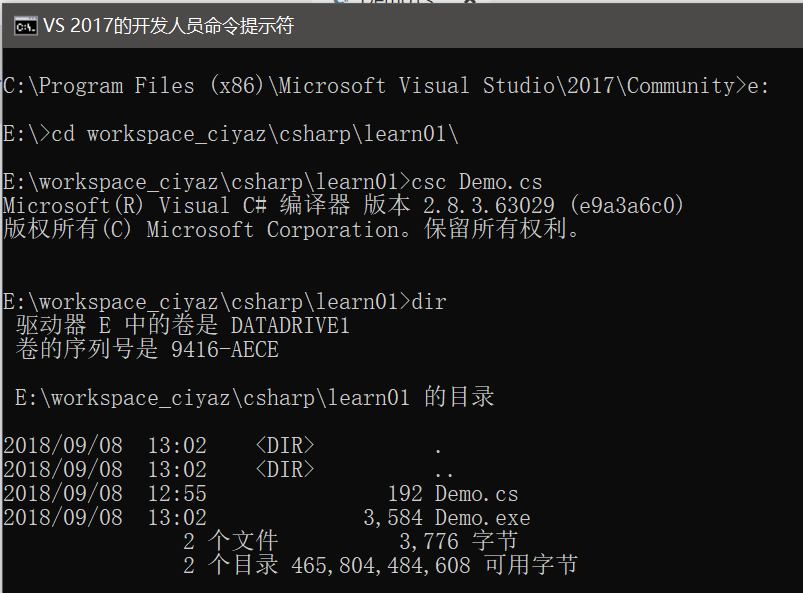 VS 2017的开发人员命令提示符
C:\Program Files (x86)\Microsoft Visual Studio\2017\Community>e:
E:\>cd workspace_ciyaz\csharp\learn01\
E:\workspace_ciyaz\csharp\learn01>csc Demo.cs
Microsoft(R) Visual C# 编译器 版本 2.8.3.63029 (e9a3a6c0)
版权所有(C) Microsoft Corporation。保留所有权利。
E:\workspace_ciyaz\csharp\learn01>dir
驱动器 E 中的卷是 DATADRIVE1
卷的序列号是 9416-AECE
E:\workspace_ciyaz\csharp\learn01 的目录
2018/09/08  13:02    <DIR>          .
2018/09/08  13:02    <DIR>          ..
2018/09/08  12:55               192 Demo.cs
2018/09/08  13:02             3,584 Demo.exe
2 个文件          3,776 字节
2 个目录 465,804,484,608 可用字节